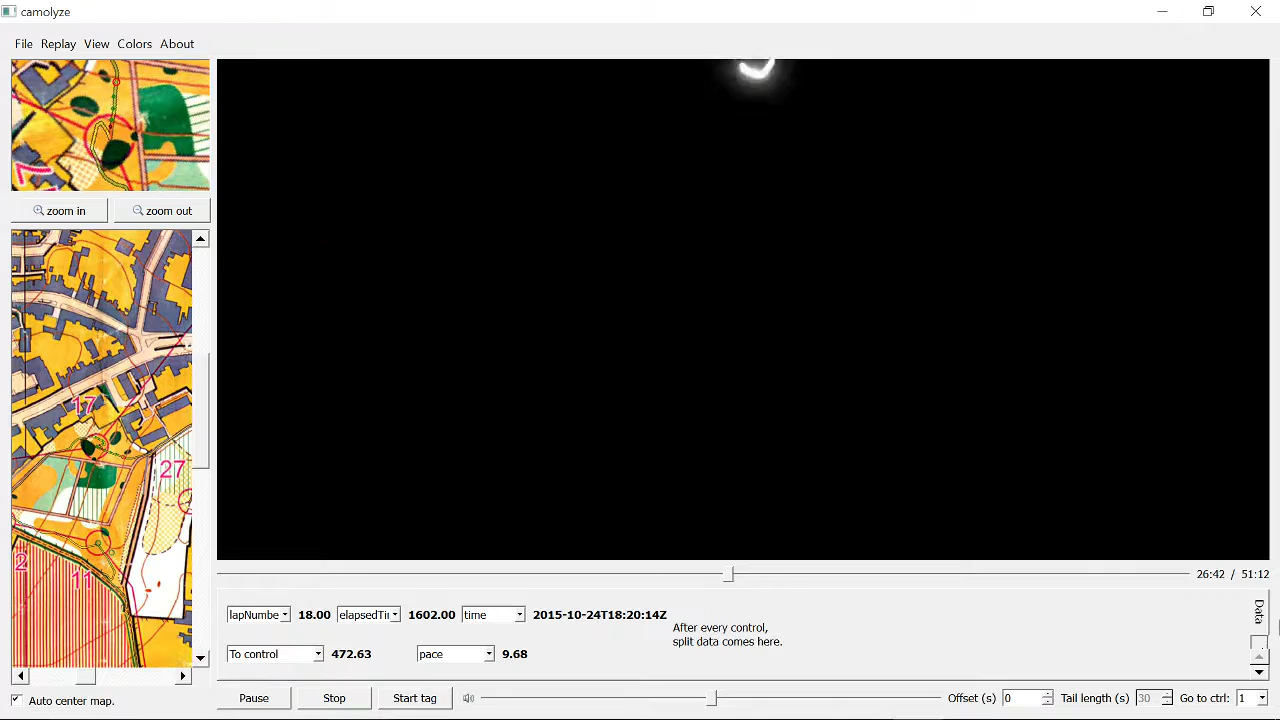 camolyze
File Replay View Colors About
zoom in zoom out
17
27
2
11
26:42 / 51:12
lapNumbe 18.00 elapsedTii 1602.00 time 2015-10-24T18:20:14Z
After every control,
split data comes here.
To control 472.63 pace 9.68
Data
Auto center map.
Pause Stop Start tag Offset (s) 0 Tail length (s) 30 Go to ctrl: 1